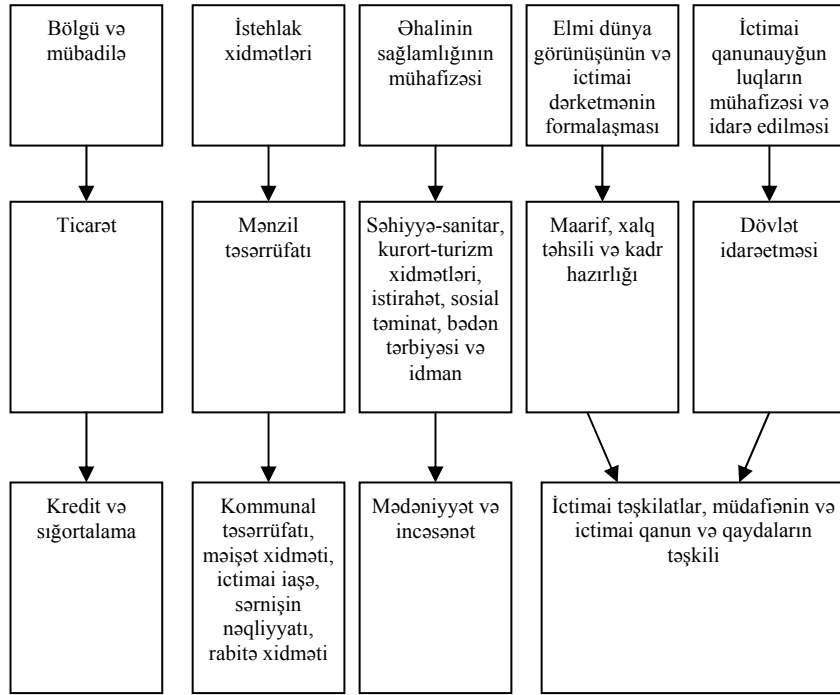 Bölgü və
mübadilə
İstehlak
xidmətləri
Əhalinin
sağlamlığının
mühafizəsi
Elmi dünya
görünüşünün və
ictimai
dərketmənin
formalaşması
İctimai
qanunauyğun
luqların
mühafizəsi və
idarə edilməsi
Ticarət
Mənzil
təsərrüfatı
Səhiyyə-sanitar,
kurort-turizm
xidmətləri,
istirahət, sosial
təminat, bədən
tərbiyəsi və
idman
Maarif, xalq
təhsili və kadr
hazırlığı
Dövlət
idarəetməsi
Kredit və
sığortalama
Kommunal
təsərrüfatı,
məişət xidməti,
ictimai iaşə,
sərnişin
nəqliyyatı,
rabitə xidməti
Mədəniyyət və
incəsənət
İctimai təşkilatlar, müdafiənin və
ictimai qanun və qaydaların
təşkili